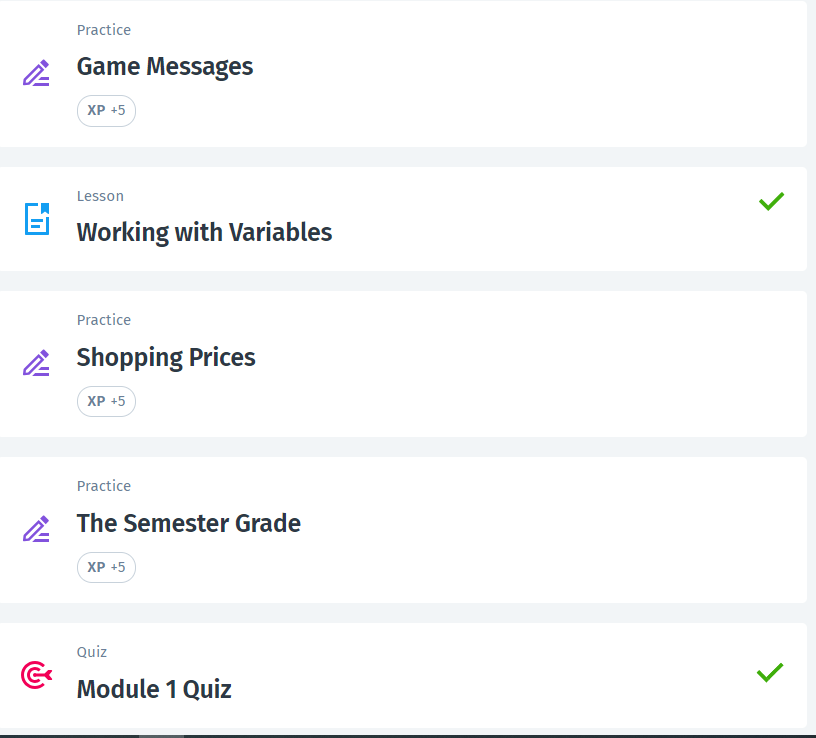 Practice
Game Messages
XP +5
Lesson
Working with Variables
Practice
Shopping Prices
XP +5
Practice
The Semester Grade
XP +5
Quiz
Module 1 Quiz